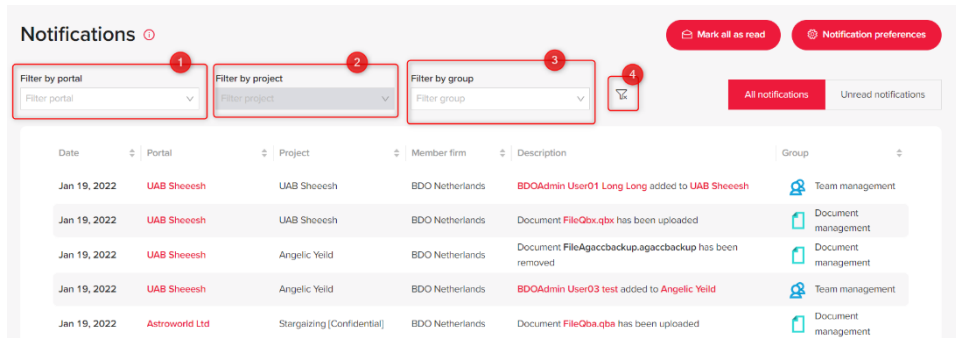 Notifications
Mark all as read
Notification preferences
1
2
3
4
Filter by portal
Filter by project
Filter by group
Filter portal
Filter project
Filter group
All notifications
Unread notifications
Date Portal Project Member firm Description Group
Jan 19, 2022 UAB Sheeesh UAB Sheeesh BDO Netherlands BDOAdmin User01 Long Long added to UAB Sheeesh Team management
Jan 19, 2022 UAB Sheeesh UAB Sheeesh BDO Netherlands Document FileQbx.qbx has been uploaded Document
management
Jan 19, 2022 UAB Sheeesh Angelic Yeild BDO Netherlands Document FileAgaccbackup.agaccbackup has been
removed
Document
management
Jan 19, 2022 UAB Sheeesh Angelic Yeild BDO Netherlands BDOAdmin User03 test added to Angelic Yeild Team management
Jan 19, 2022 Astroworld Ltd Stargaizing [Confidential] BDO Netherlands Document FileQba.qba has been uploaded Document
management